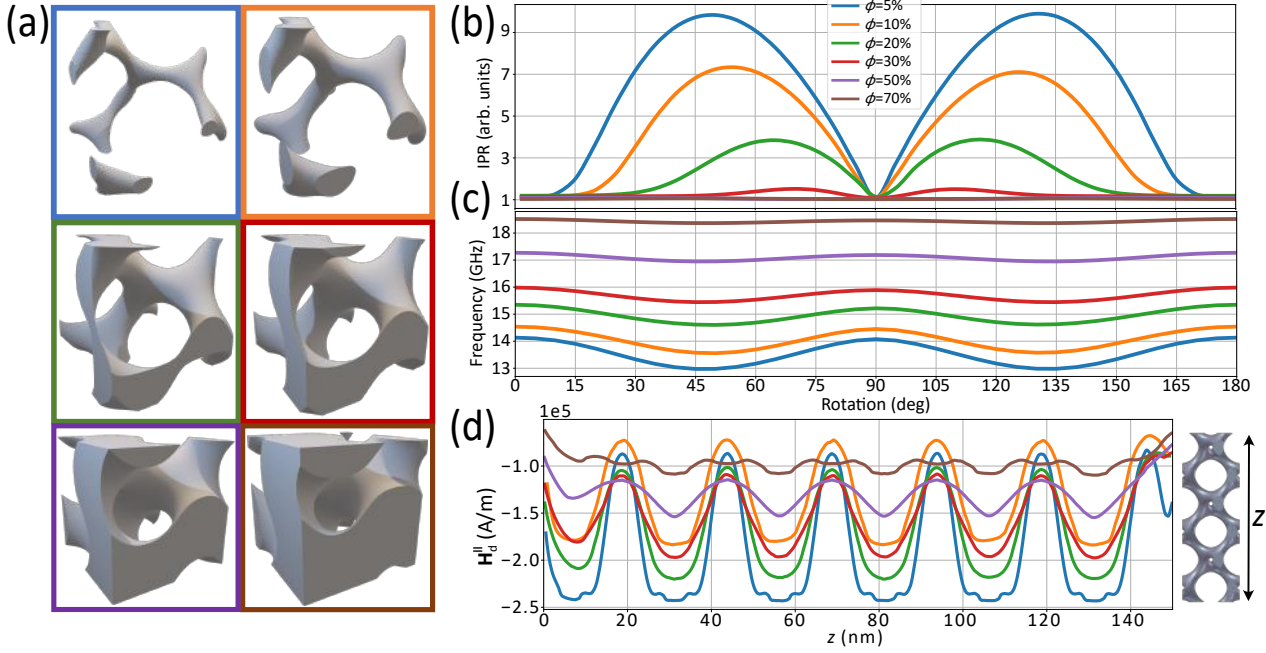 (a)
(b)
IPR (arb. units)
9
7
5
3
1
ϕ=5%
ϕ=10%
ϕ=20%
ϕ=30%
ϕ=50%
ϕ=70%
(c)
Frequency (GHz)
18
17
16
15
14
13
0 15 30 45 60 75 90 105 120 135 150 165 180
Rotation (deg)
(d)
1e5
H_d^|| (A/m)
−1.0
−1.5
−2.0
−2.5
0 20 40 60 80 100 120 140
z (nm)
z